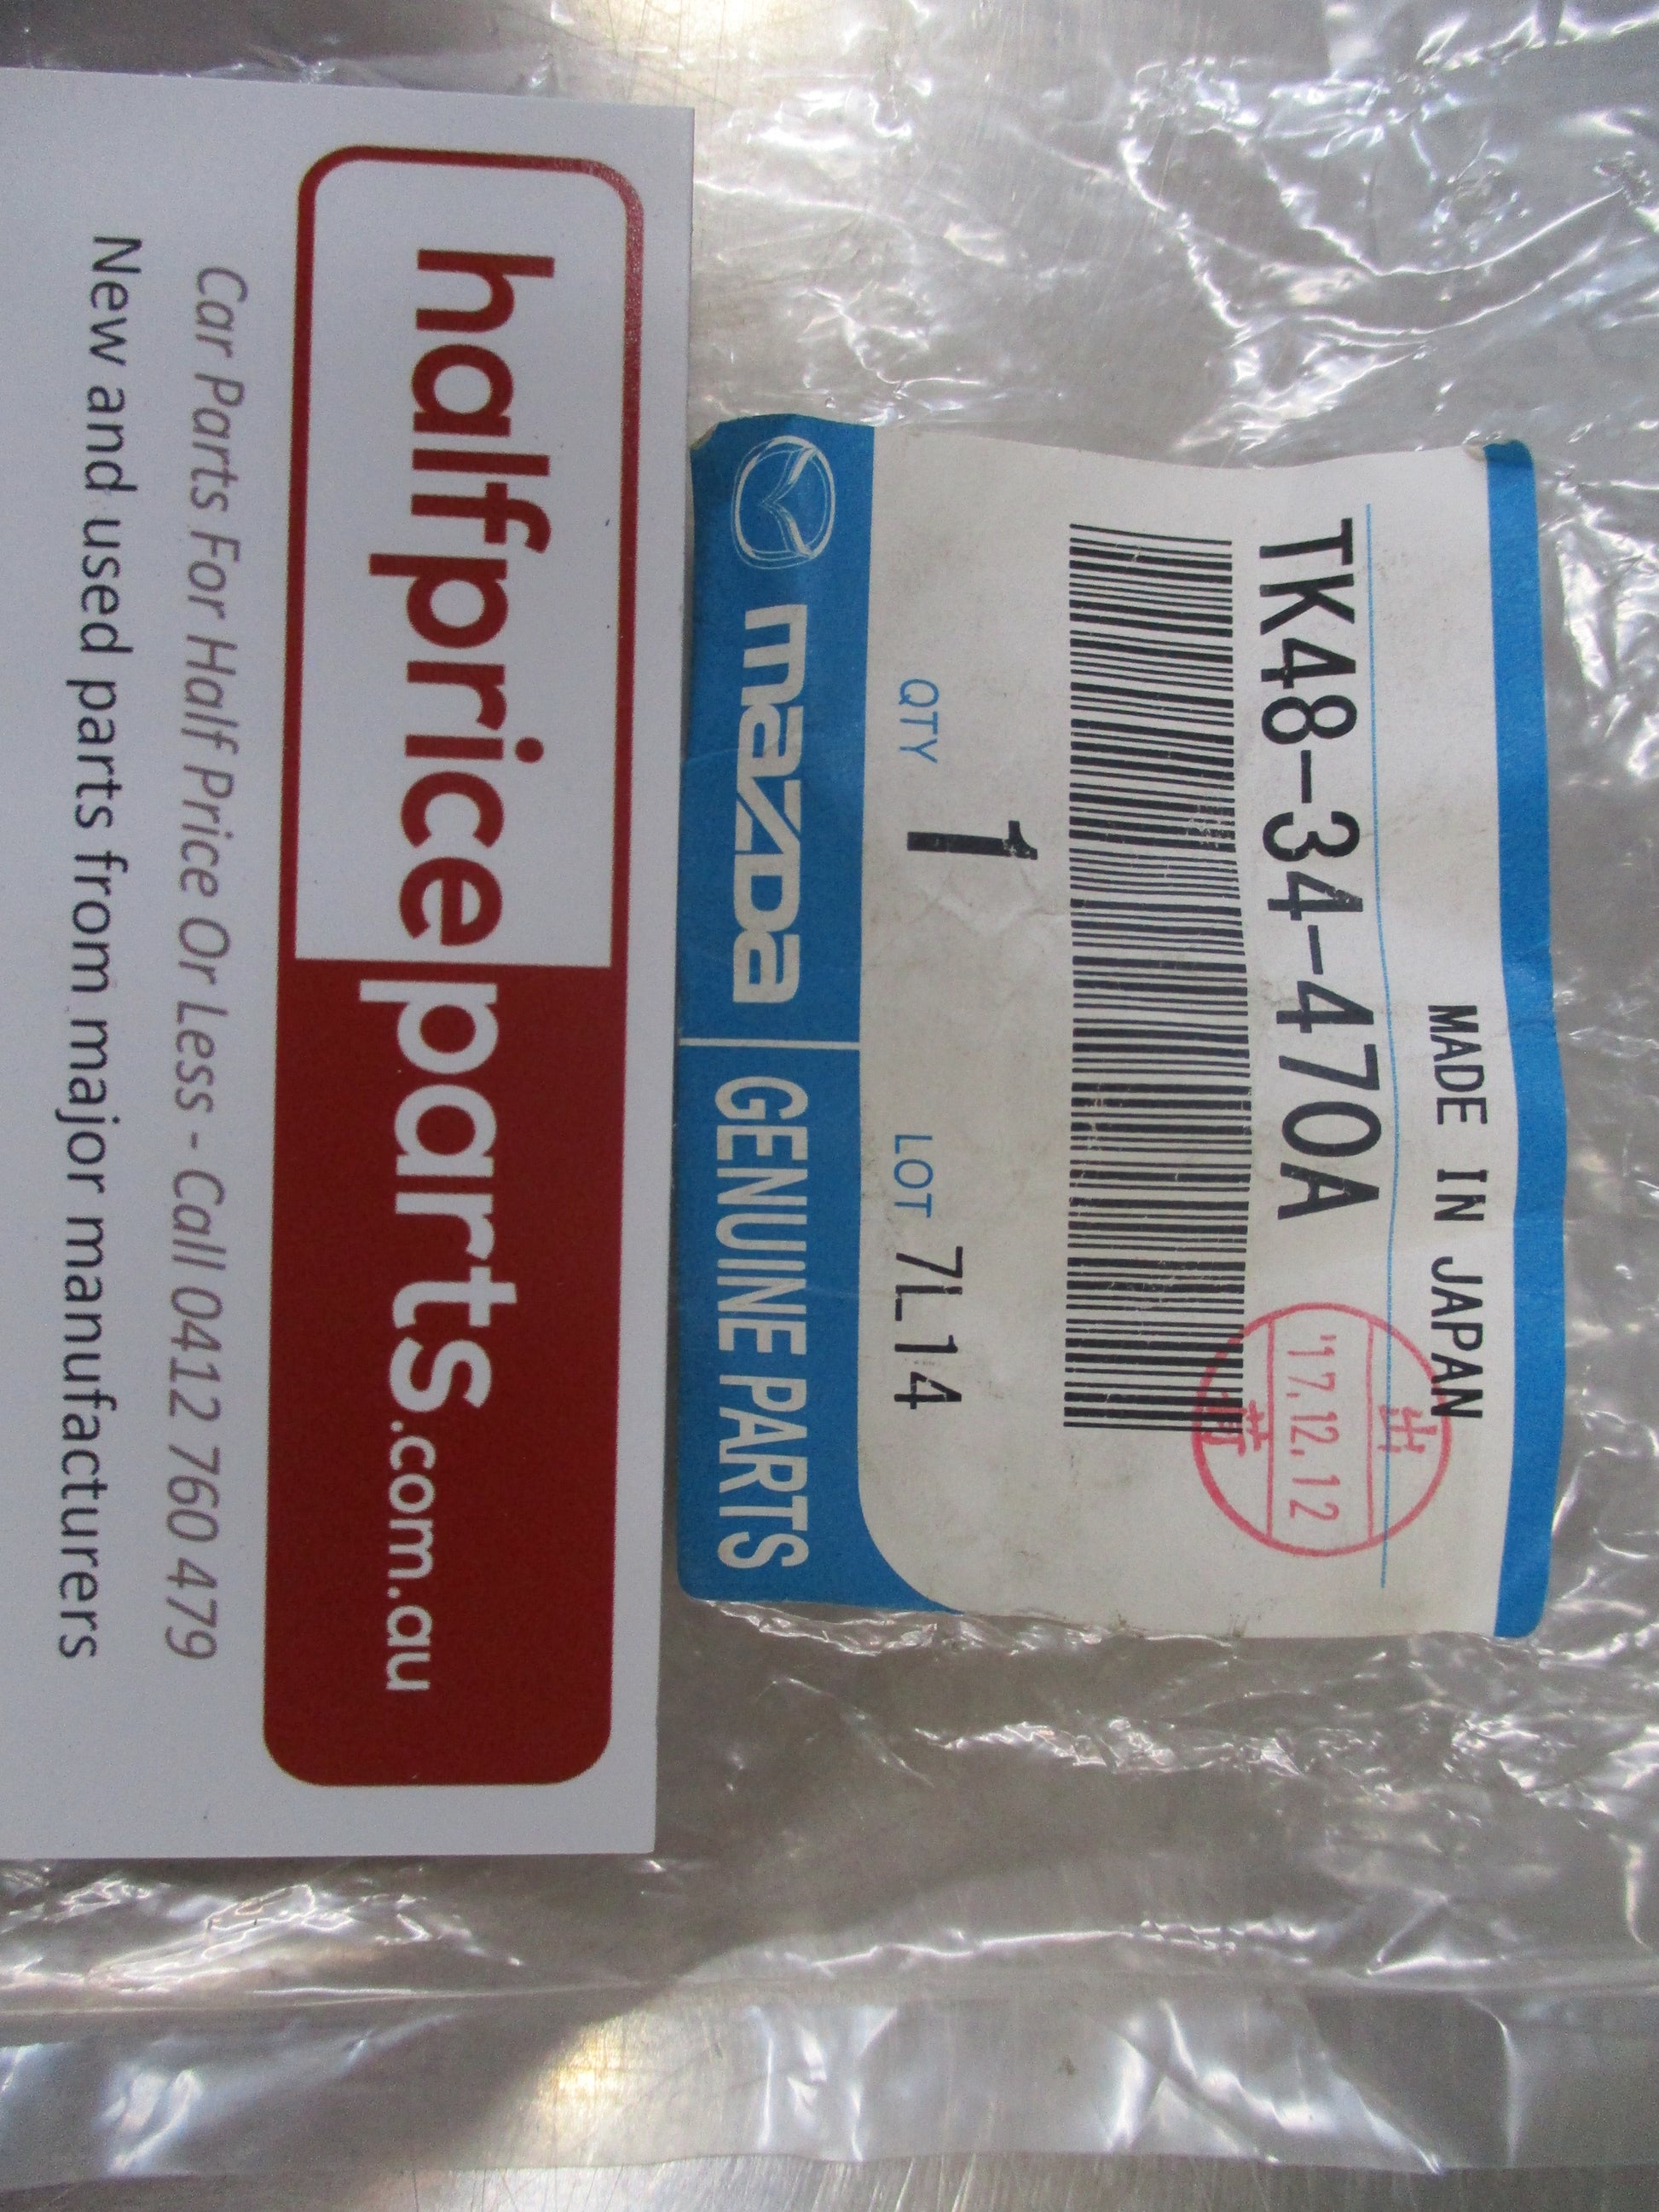 MADE IN JAPAN
TK48-34-470A
出
'17.12.12
QTY 1
LOT 7L14
mazda GENUINE PARTS
halfpriceparts.com.au
Car Parts For Half Price Or Less - Call 0412 760 479
New and used parts from major manufacturers